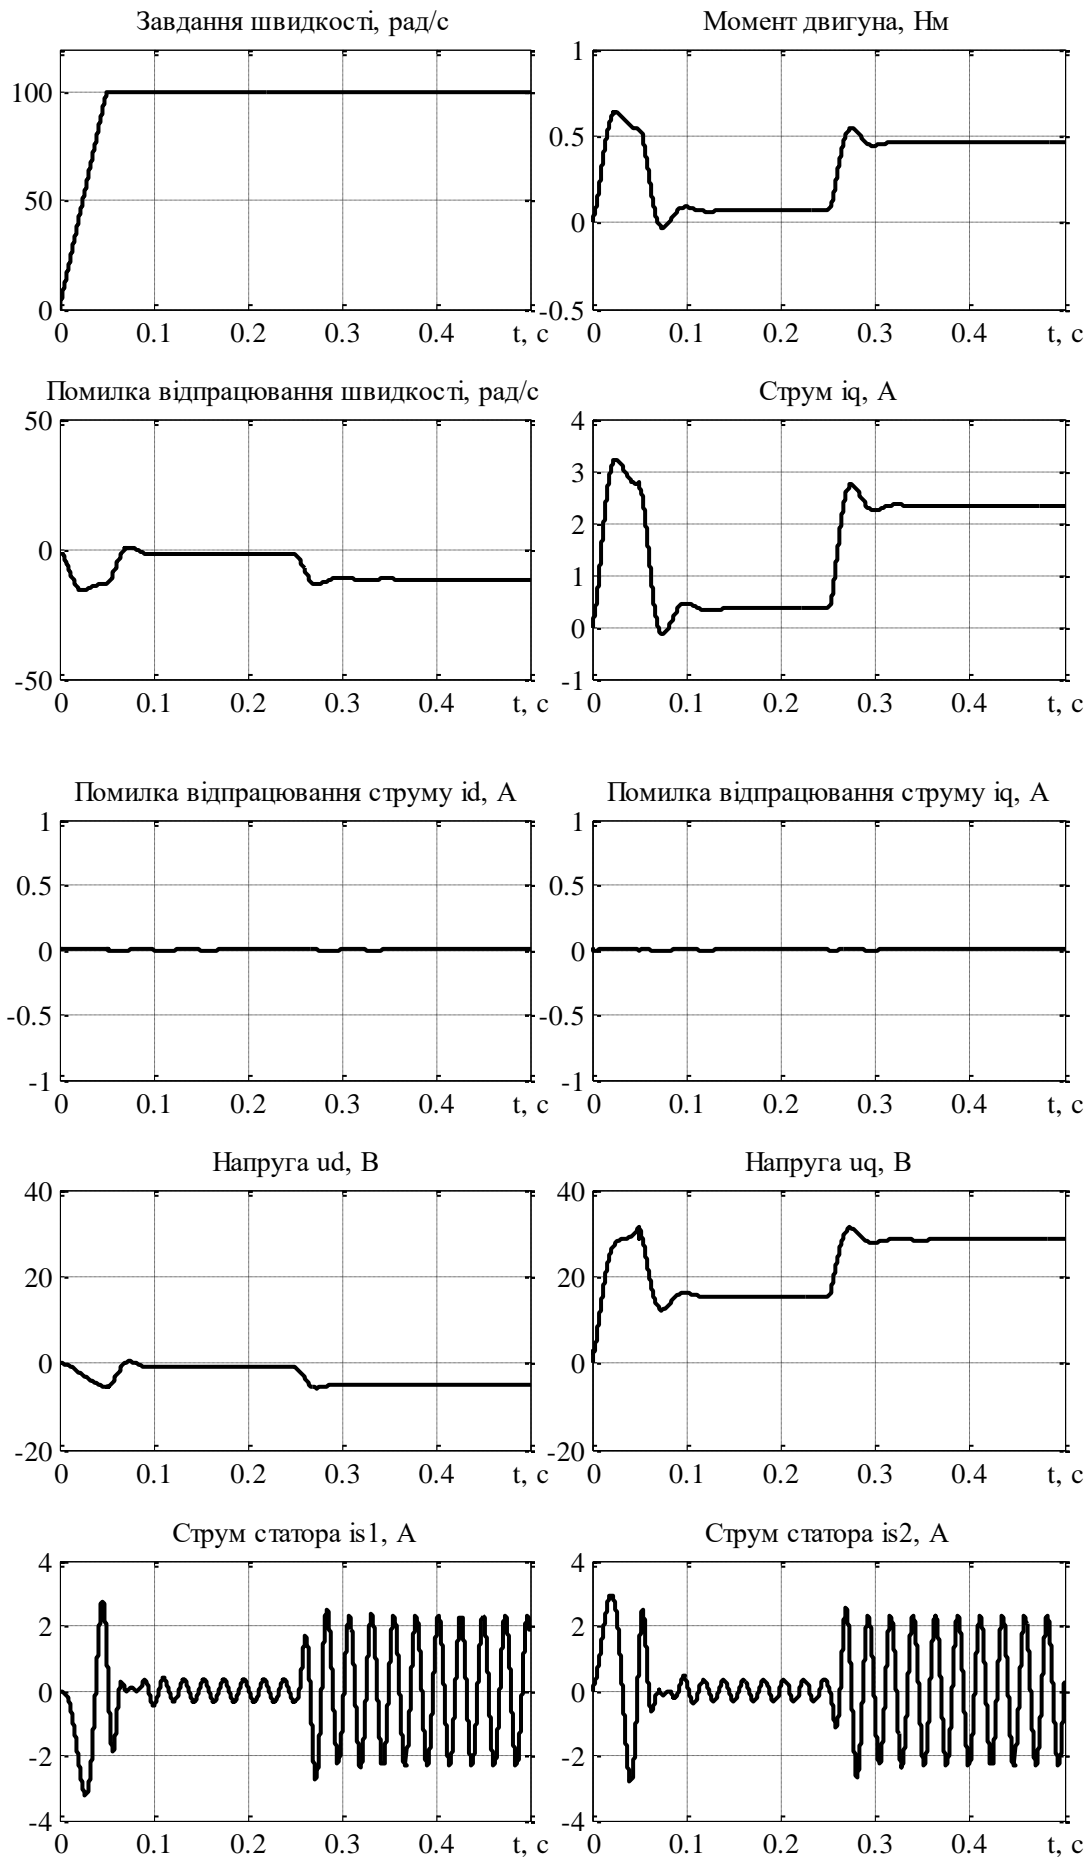 Завдання швидкості, рад/с
100
50
0
0 0.1 0.2 0.3 0.4 t, с
Момент двигуна, Нм
1
0.5
0
-0.5
0 0.1 0.2 0.3 0.4 t, с
Помилка відпрацювання швидкості, рад/с
50
0
-50
0 0.1 0.2 0.3 0.4 t, с
Струм iq, А
4
3
2
1
0
-1
0 0.1 0.2 0.3 0.4 t, с
Помилка відпрацювання струму id, А
1
0.5
0
-0.5
-1
0 0.1 0.2 0.3 0.4 t, с
Помилка відпрацювання струму iq, А
1
0.5
0
-0.5
-1
0 0.1 0.2 0.3 0.4 t, с
Напруга ud, В
40
20
0
-20
0 0.1 0.2 0.3 0.4 t, с
Напруга uq, В
40
20
0
-20
0 0.1 0.2 0.3 0.4 t, с
Струм статора is1, А
4
2
0
-2
-4
0 0.1 0.2 0.3 0.4 t, с
Струм статора is2, А
4
2
0
-2
-4
0 0.1 0.2 0.3 0.4 t, с